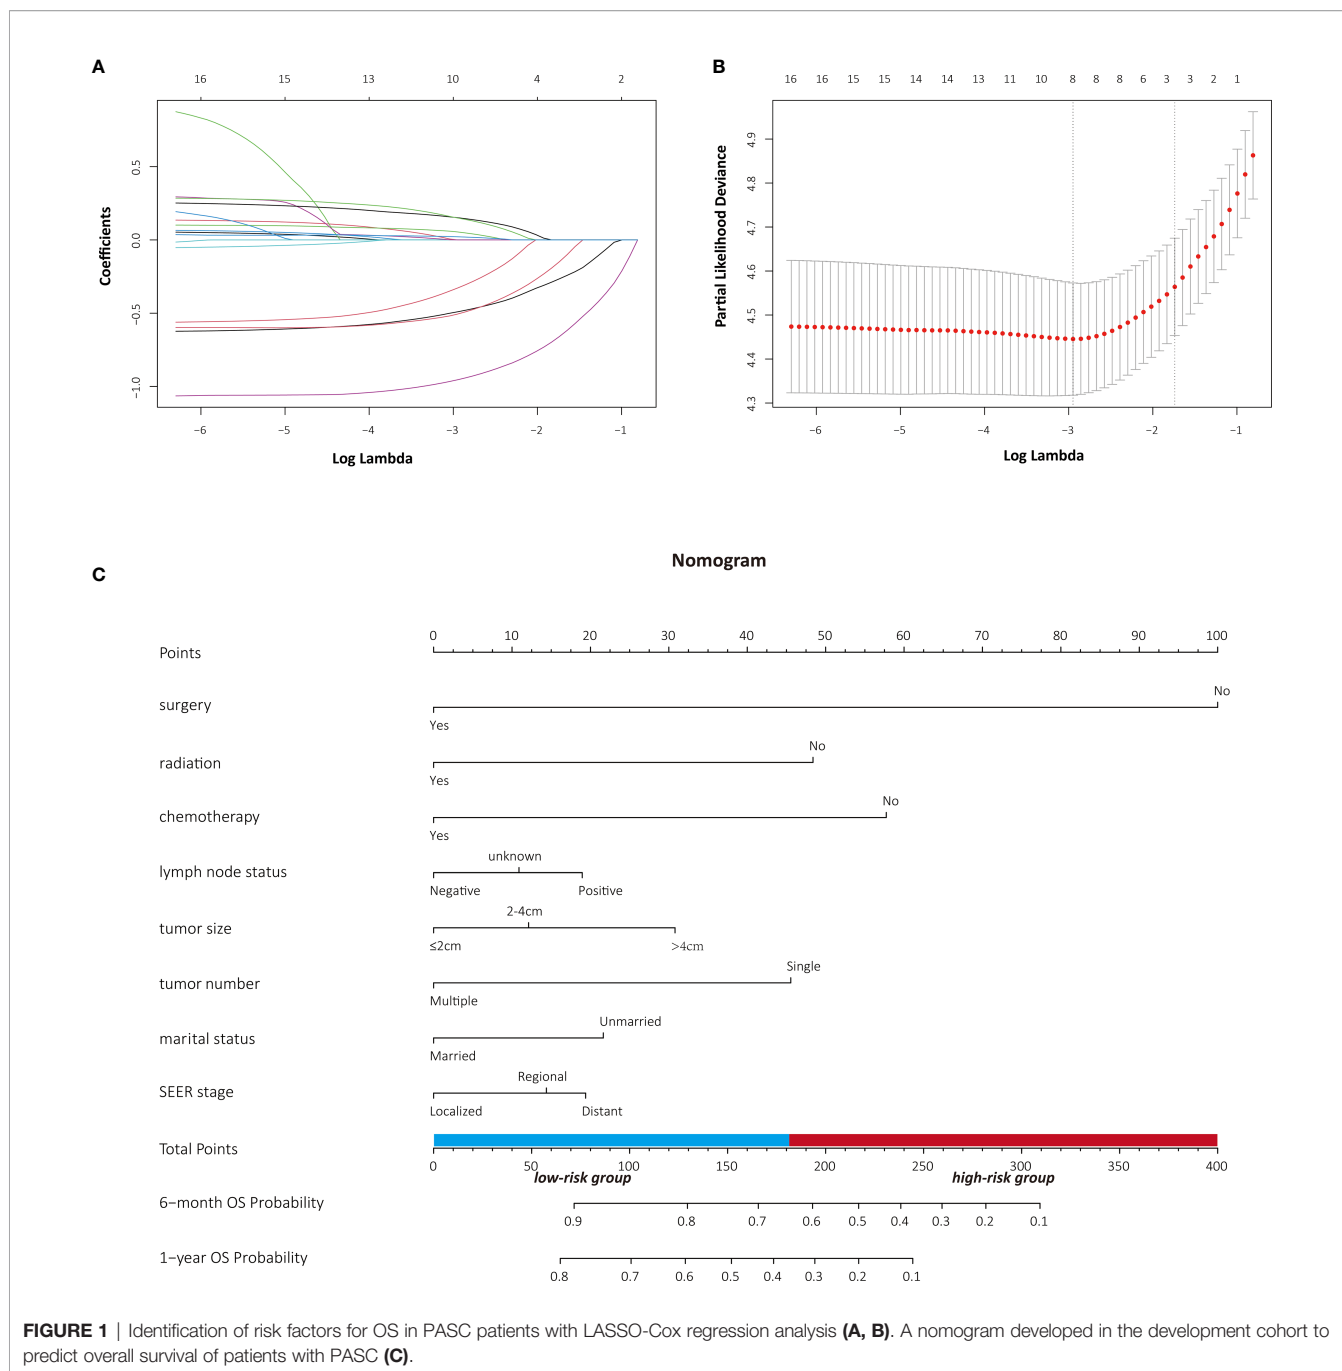 A
16 15 13 10 4 2
Coefficients
0.5
0.0
−0.5
−1.0
−6 −5 −4 −3 −2 −1
Log Lambda
B
16 16 15 15 14 14 13 11 10 8 8 8 6 3 3 2 1
Partial Likelihood Deviance
4.9
4.8
4.7
4.6
4.5
4.4
4.3
−6 −5 −4 −3 −2 −1
Log Lambda
C
Nomogram
Points
0 10 20 30 40 50 60 70 80 90 100
surgery
No
Yes
radiation
No
Yes
chemotherapy
No
Yes
lymph node status
unknown
Negative Positive
tumor size
2-4cm
≤2cm >4cm
tumor number
Single
Multiple
marital status
Unmarried
Married
SEER stage
Regional
Localized Distant
Total Points
0 50 100 150 200 250 300 350 400
low-risk group high-risk group
6−month OS Probability
0.9 0.8 0.7 0.6 0.5 0.4 0.3 0.2 0.1
1−year OS Probability
0.8 0.7 0.6 0.5 0.4 0.3 0.2 0.1
FIGURE 1 | Identification of risk factors for OS in PASC patients with LASSO-Cox regression analysis (A, B). A nomogram developed in the development cohort to
predict overall survival of patients with PASC (C).